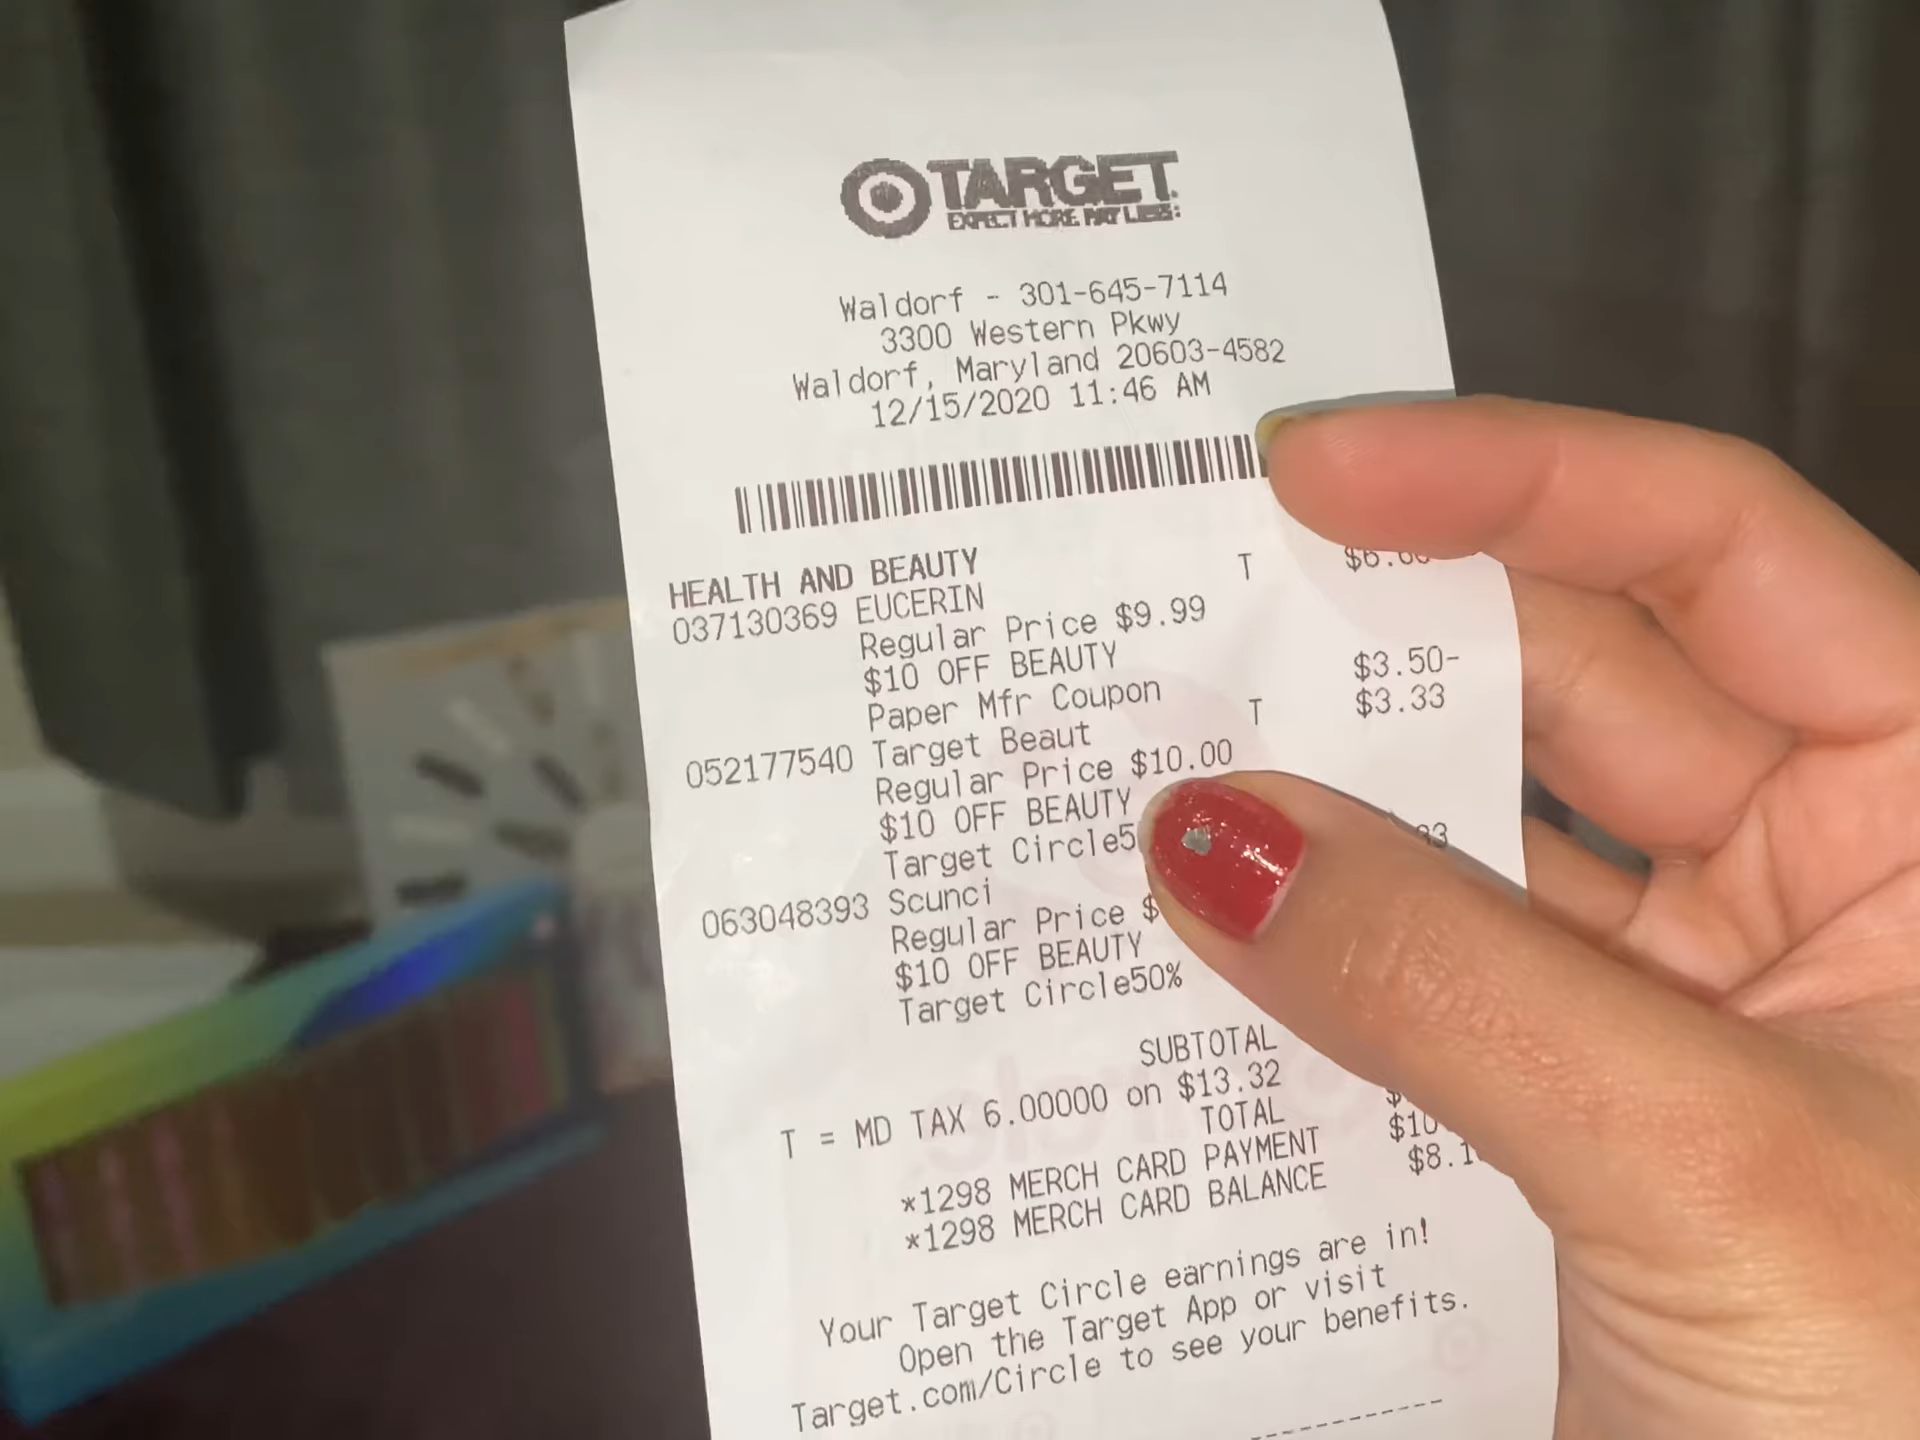 TARGET
EXPECT MORE. PAY LESS.
Waldorf - 301-645-7114
3300 Western Pkwy
Waldorf, Maryland 20603-4582
12/15/2020 11:46 AM
HEALTH AND BEAUTY
037130369 EUCERIN T
Regular Price $9.99
$10 OFF BEAUTY
Paper Mfr Coupon $3.50-
052177540 Target Beaut T $3.33
Regular Price $10.00
$10 OFF BEAUTY
Target Circle5
063048393 Scunci
Regular Price $
$10 OFF BEAUTY
Target Circle50%
SUBTOTAL
T = MD TAX 6.00000 on $13.32
TOTAL
*1298 MERCH CARD PAYMENT $10
*1298 MERCH CARD BALANCE $8.1
Your Target Circle earnings are in!
Open the Target App or visit
Target.com/Circle to see your benefits.